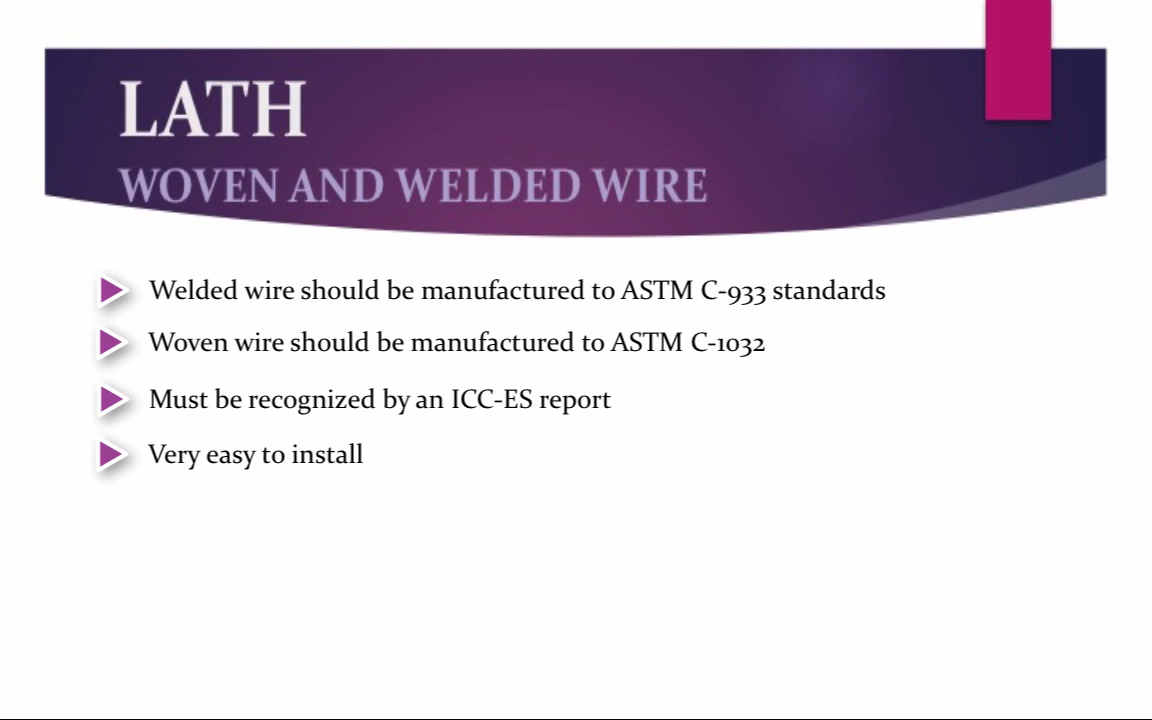 LATH
WOVEN AND WELDED WIRE
Welded wire should be manufactured to ASTM C-933 standards
Woven wire should be manufactured to ASTM C-1032
Must be recognized by an ICC-ES report
Very easy to install